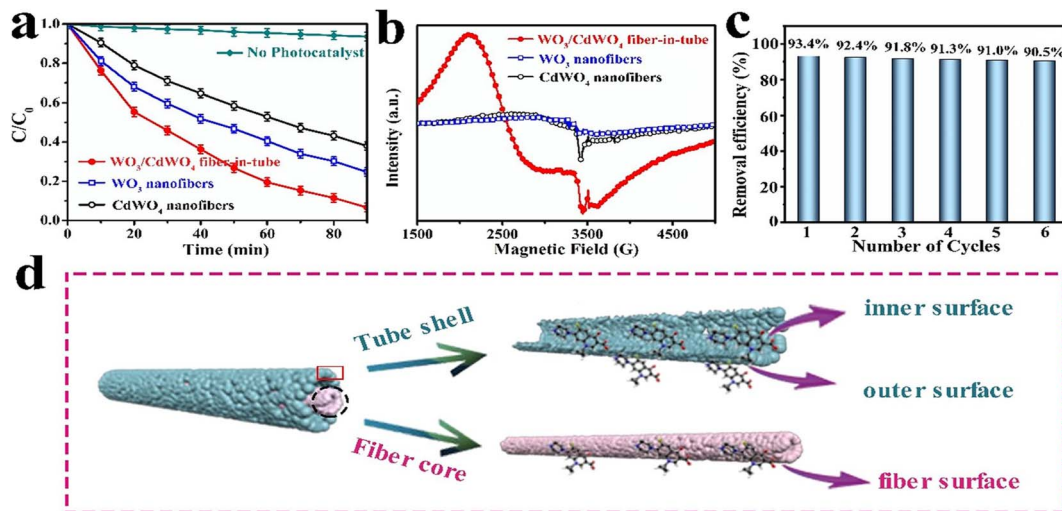 a
C/C₀
1.0
0.8
0.6
0.4
0.2
0.0
No Photocatalyst
WO₃/CdWO₄ fiber-in-tube
WO₃ nanofibers
CdWO₄ nanofibers
0 20 40 60 80
Time (min)
b
Intensity (a.u.)
WO₃/CdWO₄ fiber-in-tube
WO₃ nanofibers
CdWO₄ nanofibers
1500 2500 3500 4500
Magnetic Field (G)
c
Removal efficiency (%)
100
80
60
40
20
0
93.4% 92.4% 91.8% 91.3% 91.0% 90.5%
1 2 3 4 5 6
Number of Cycles
d
Tube shell
inner surface
outer surface
Fiber core
fiber surface